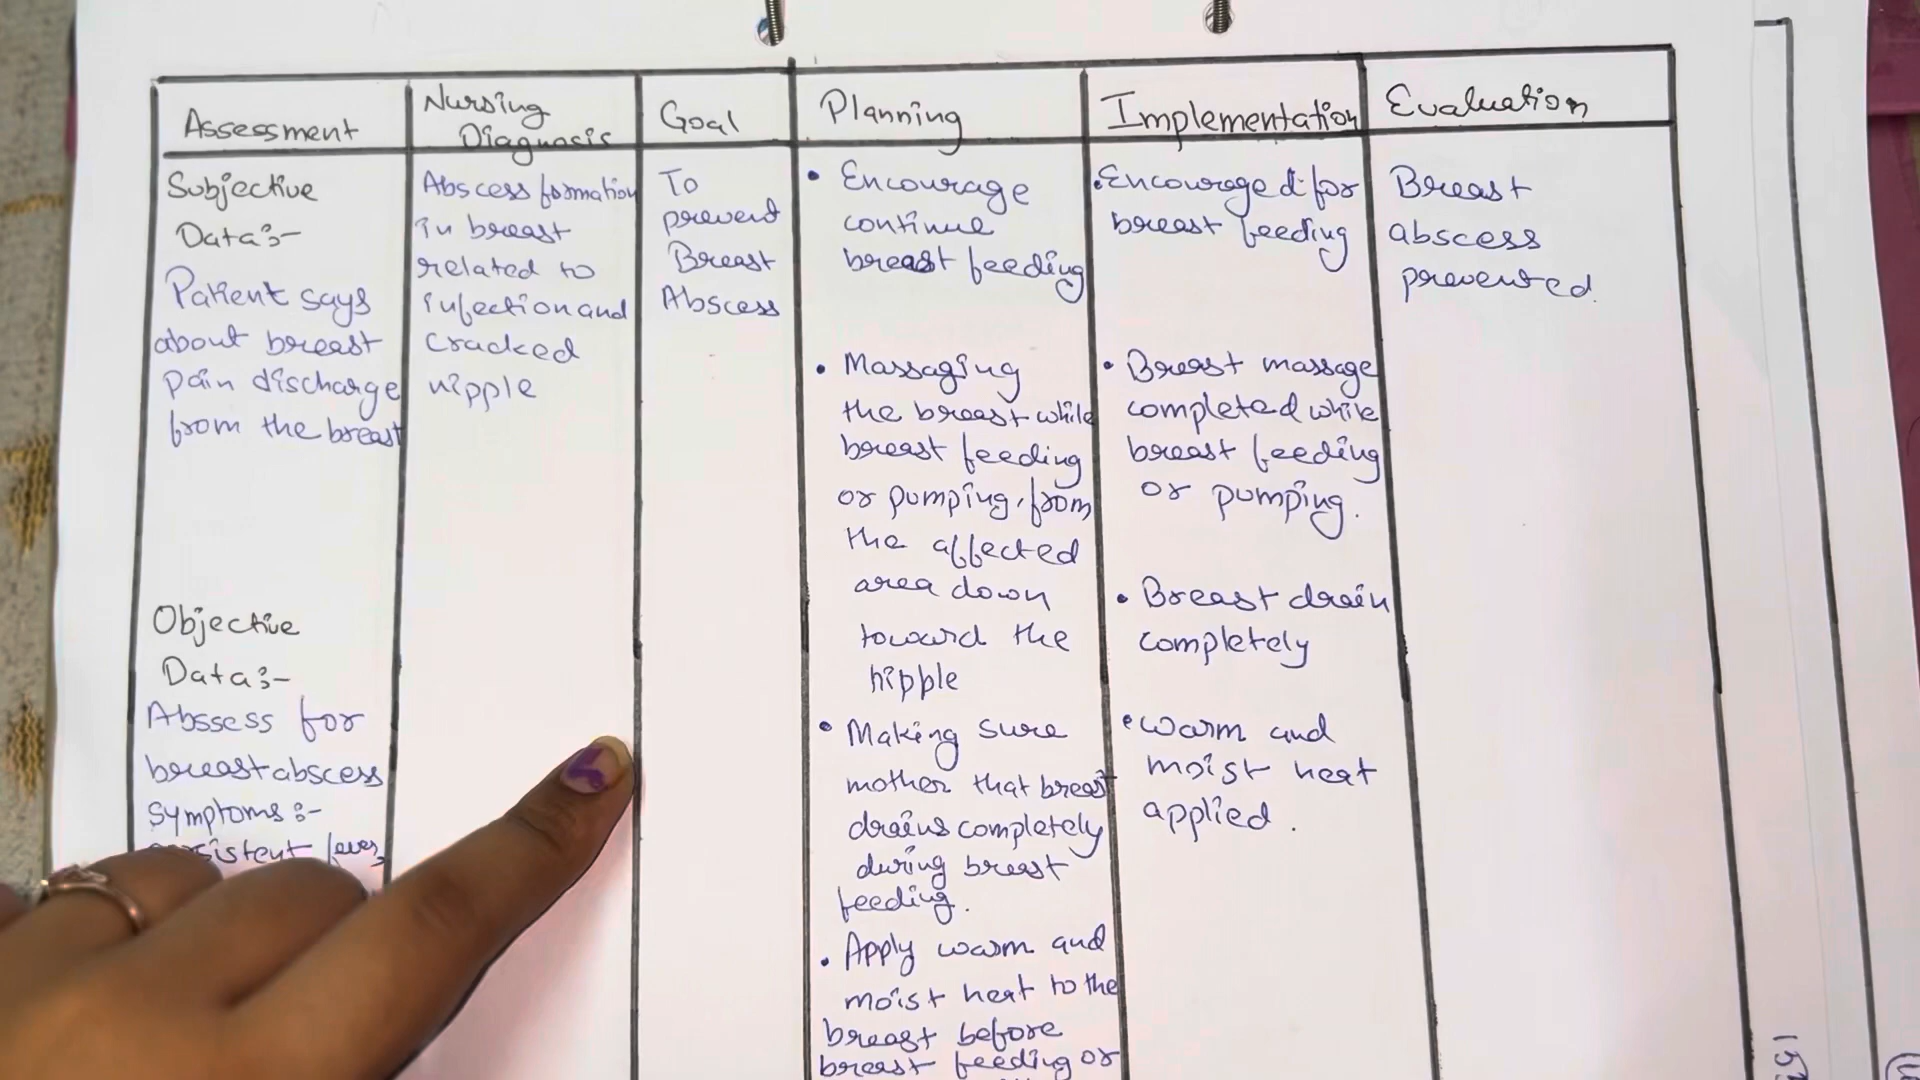 Assessment
Subjective
Data:-
Patient says
about breast
pain discharge
from the breast
Objective
Data:-
Abssess for
breast abscess
symptoms:-
persistent fever,
Nursing
Diagnosis
Abscess formation
in breast
related to
infection and
cracked
nipple
Goal
To
prevent
Breast
Abscess
Planning
• Encourage
continue
breast feeding
• Massaging
the breast while
breast feeding
or pumping, from
the affected
area down
toward the
nipple
• Making sure
mother that breast
drains completely
during breast
feeding.
• Apply warm and
moist heat to the
breast before
breast feeding or
Implementation
• Encouraged for
breast feeding
• Breast massage
completed while
breast feeding
or pumping.
• Breast drain
completely
• warm and
moist heat
applied.
Evaluation
Breast
abscess
prevented.